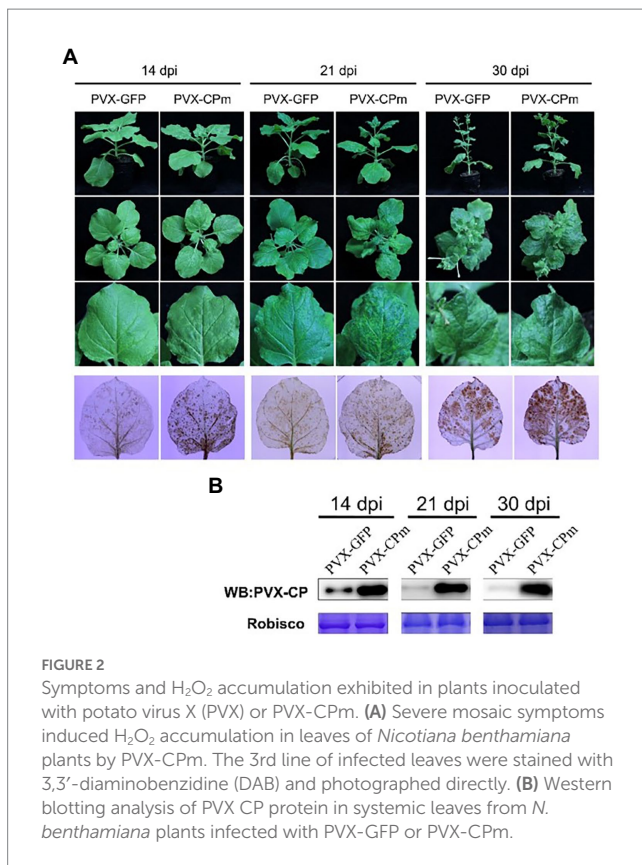 A
14 dpi 21 dpi 30 dpi
PVX-GFP PVX-CPm PVX-GFP PVX-CPm PVX-GFP PVX-CPm
B
14 dpi 21 dpi 30 dpi
PVX-GFP PVX-CPm PVX-GFP PVX-CPm PVX-GFP PVX-CPm
WB:PVX-CP
Robisco
FIGURE 2
Symptoms and H₂O₂ accumulation exhibited in plants inoculated
with potato virus X (PVX) or PVX-CPm. (A) Severe mosaic symptoms
induced H₂O₂ accumulation in leaves of Nicotiana benthamiana
plants by PVX-CPm. The 3rd line of infected leaves were stained with
3,3′-diaminobenzidine (DAB) and photographed directly. (B) Western
blotting analysis of PVX CP protein in systemic leaves from N.
benthamiana plants infected with PVX-GFP or PVX-CPm.